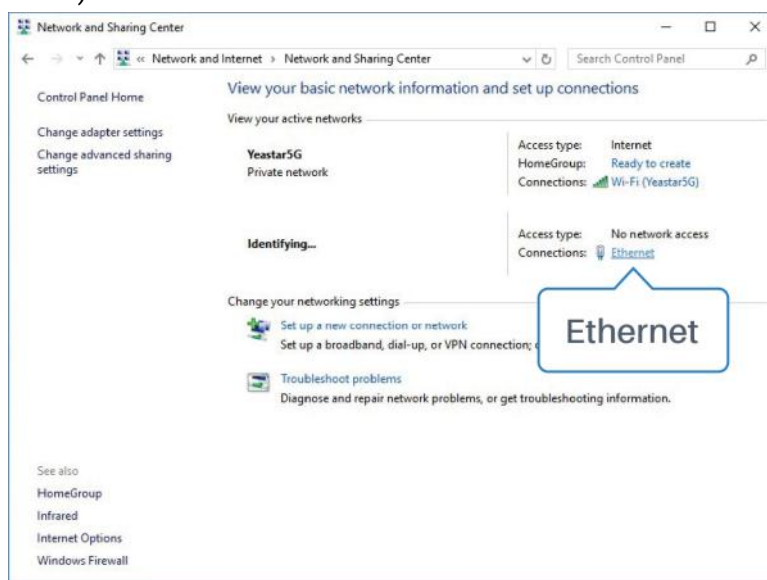 Network and Sharing Center
« Network and Internet › Network and Sharing Center
Search Control Panel
Control Panel Home
Change adapter settings
Change advanced sharing
settings
View your basic network information and set up connections
View your active networks
Yeastar5G
Private network
Access type: Internet
HomeGroup: Ready to create
Connections: Wi-Fi (Yeastar5G)
Identifying...
Access type: No network access
Connections: Ethernet
Change your networking settings
Set up a new connection or network
Set up a broadband, dial-up, or VPN connection;
Ethernet
Troubleshoot problems
Diagnose and repair network problems, or get troubleshooting information.
See also
HomeGroup
Infrared
Internet Options
Windows Firewall